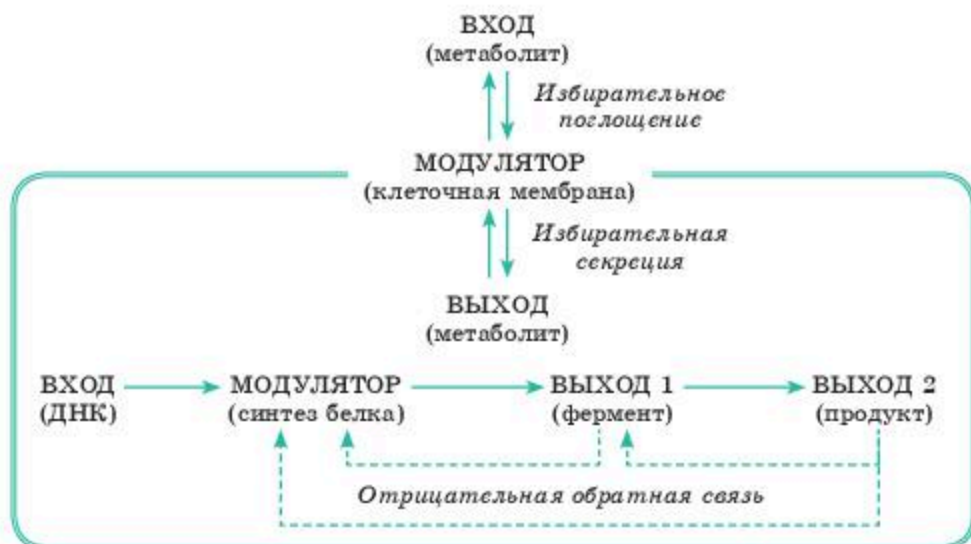 ВХОД
(метаболит)
Избирательное
поглощение
МОДУЛЯТОР
(клеточная мембрана)
Избирательная
секреция
ВЫХОД
(метаболит)
ВХОД МОДУЛЯТОР ВЫХОД 1 ВЫХОД 2
(ДНК) (синтез белка) (фермент) (продукт)
Отрицательная обратная связь